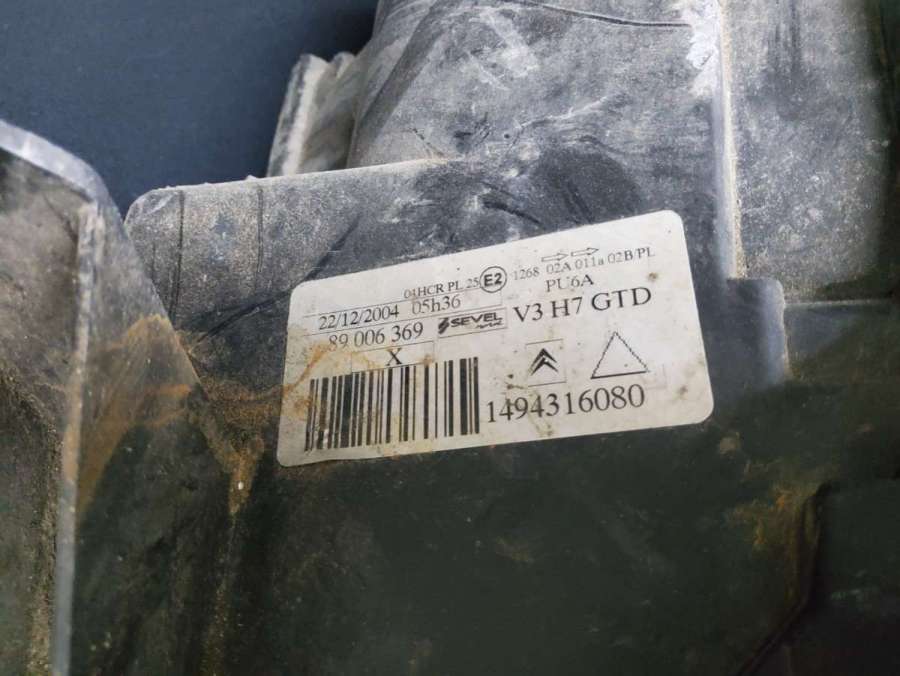 04HCR PL 25 E2 1268 02A 011a 02B/PL
22/12/2004 05h36 PU6A
89 006 369 SEVEL V3 H7 GTD
X
1494316080